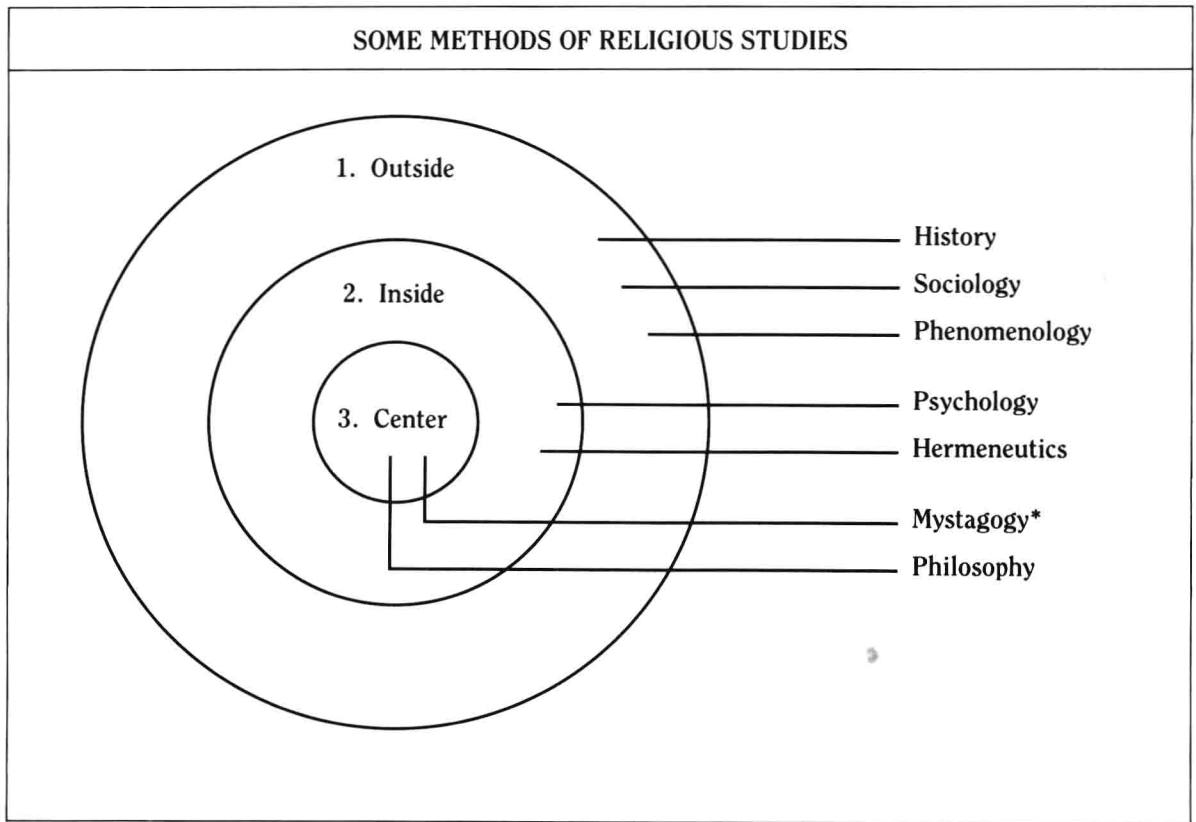 SOME METHODS OF RELIGIOUS STUDIES
1. Outside
2. Inside
3. Center
History
Sociology
Phenomenology
Psychology
Hermeneutics
Mystagogy*
Philosophy